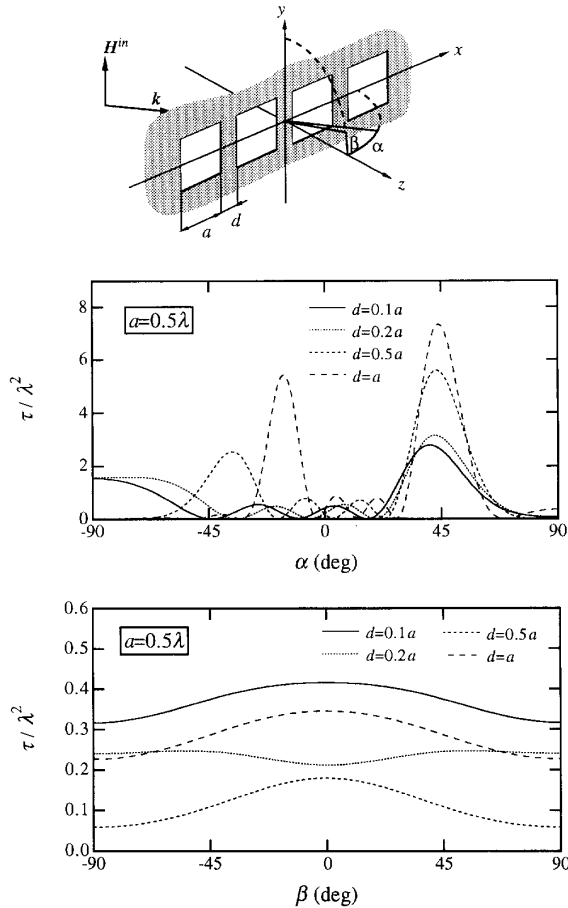 y
H^in
x
k
β
α
z
a
d
8
a=0.5λ
d=0.1a
d=0.2a
6
d=0.5a
d=a
τ / λ²
4
2
0
-90
-45
0
45
90
α (deg)
0.6
a=0.5λ
d=0.1a
d=0.5a
0.5
d=0.2a
d=a
0.4
τ / λ²
0.3
0.2
0.1
0.0
-90
-45
0
45
90
β (deg)